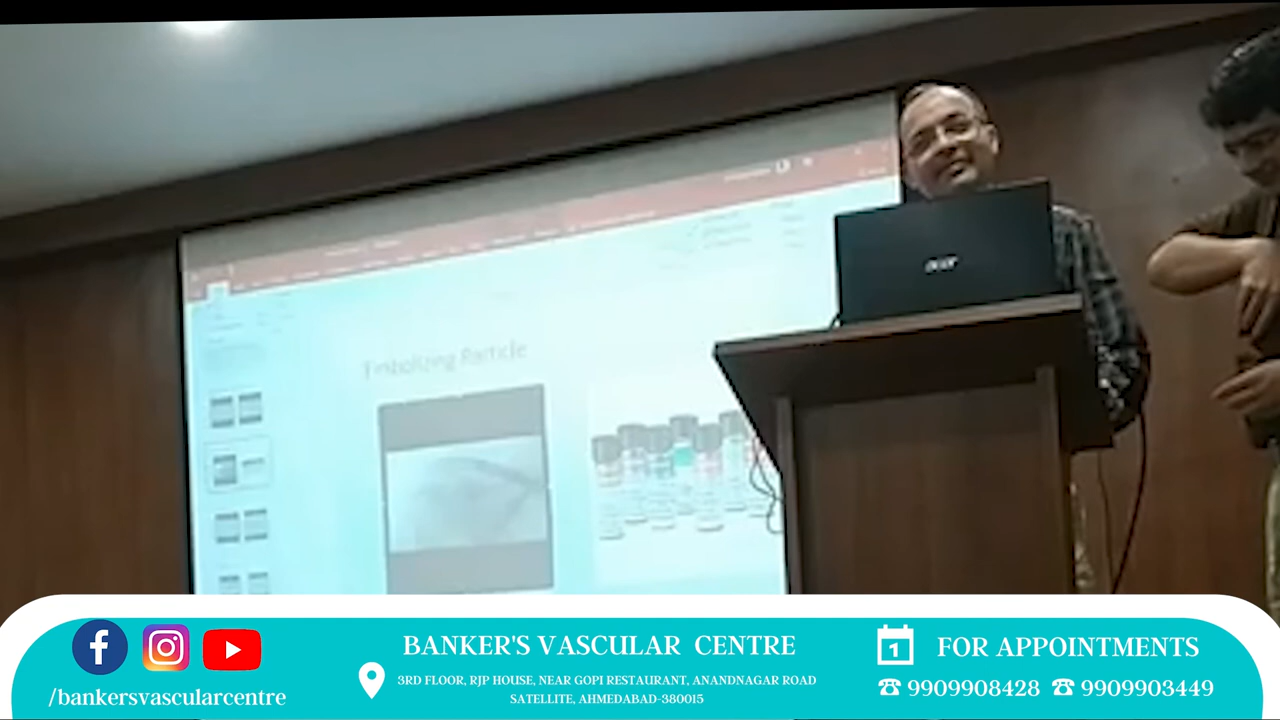 Embolizing Particle
acer
/bankersvascularcentre
BANKER'S VASCULAR CENTRE
3RD FLOOR, RJP HOUSE, NEAR GOPI RESTAURANT, ANANDNAGAR ROAD
SATELLITE, AHMEDABAD-380015
1
FOR APPOINTMENTS
9909908428 9909903449